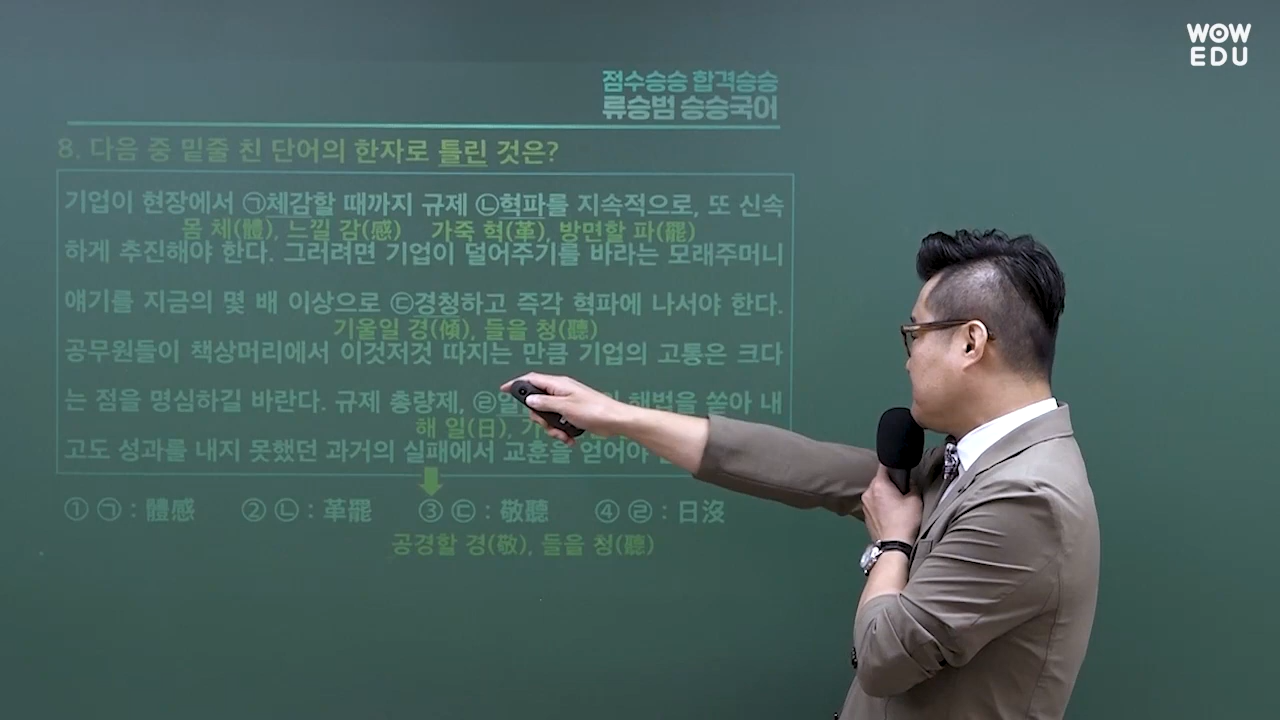 WOW
EDU
점수승승 합격승승
류승범 승승국어
8. 다음 중 밑줄 친 단어의 한자로 틀린 것은?
기업이 현장에서 ㉠체감할 때까지 규제 ㉡혁파를 지속적으로, 또 신속
몸 체(體), 느낄 감(感) 가죽 혁(革), 방면할 파(罷)
하게 추진해야 한다. 그러려면 기업이 덜어주기를 바라는 모래주머니
얘기를 지금의 몇 배 이상으로 ㉢경청하고 즉각 혁파에 나서야 한다.
기울일 경(傾), 들을 청(聽)
공무원들이 책상머리에서 이것저것 따지는 만큼 기업의 고통은 크다
는 점을 명심하길 바란다. 규제 총량제, ㉣ 해법을 쏟아 내
해 일(日),
고도 성과를 내지 못했던 과거의 실패에서 교훈을 얻어야
① ㉠ : 體感 ② ㉡ : 革罷 ③ ㉢ : 敬聽 ④ ㉣ : 日沒
공경할 경(敬), 들을 청(聽)